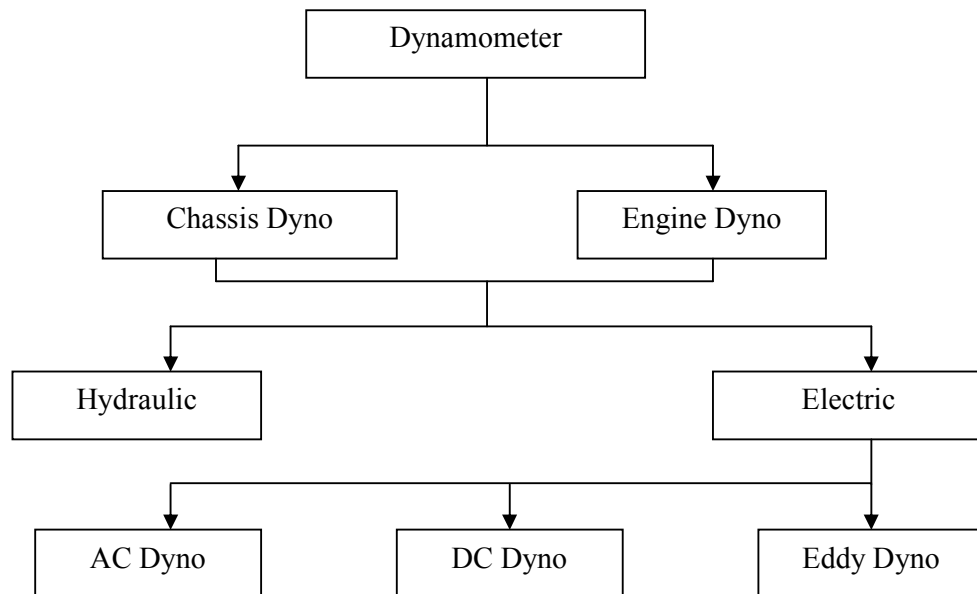 Dynamometer
Chassis Dyno
Engine Dyno
Hydraulic
Electric
AC Dyno
DC Dyno
Eddy Dyno